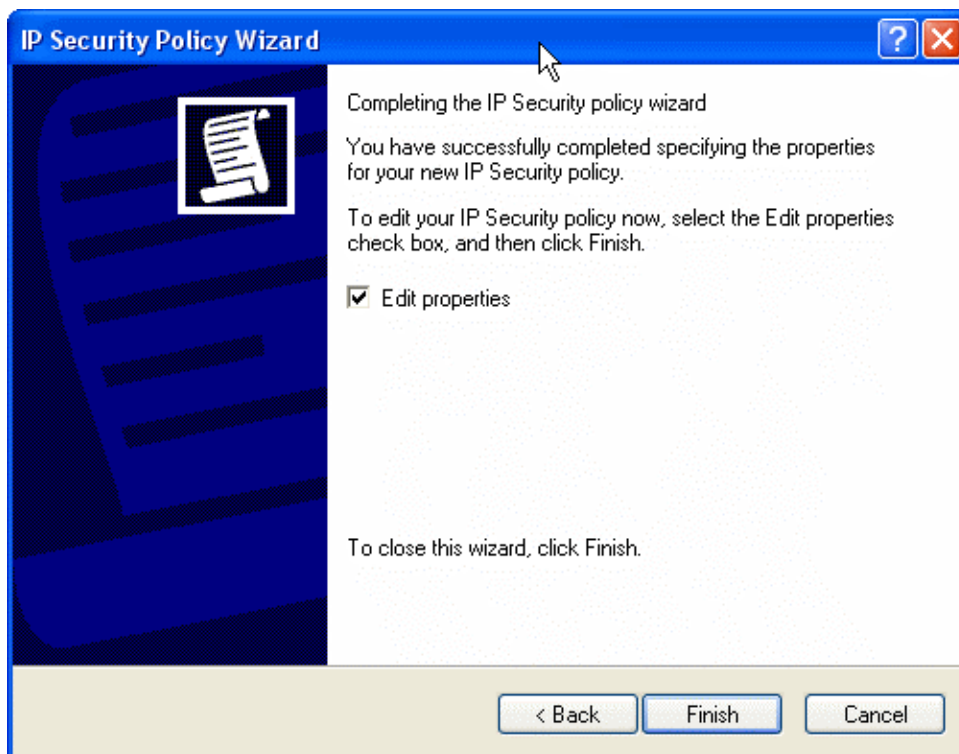 IP Security Policy Wizard
?
Completing the IP Security policy wizard
You have successfully completed specifying the properties
for your new IP Security policy.
To edit your IP Security policy now, select the Edit properties
check box, and then click Finish.
Edit properties
To close this wizard, click Finish.
< Back
Finish
Cancel